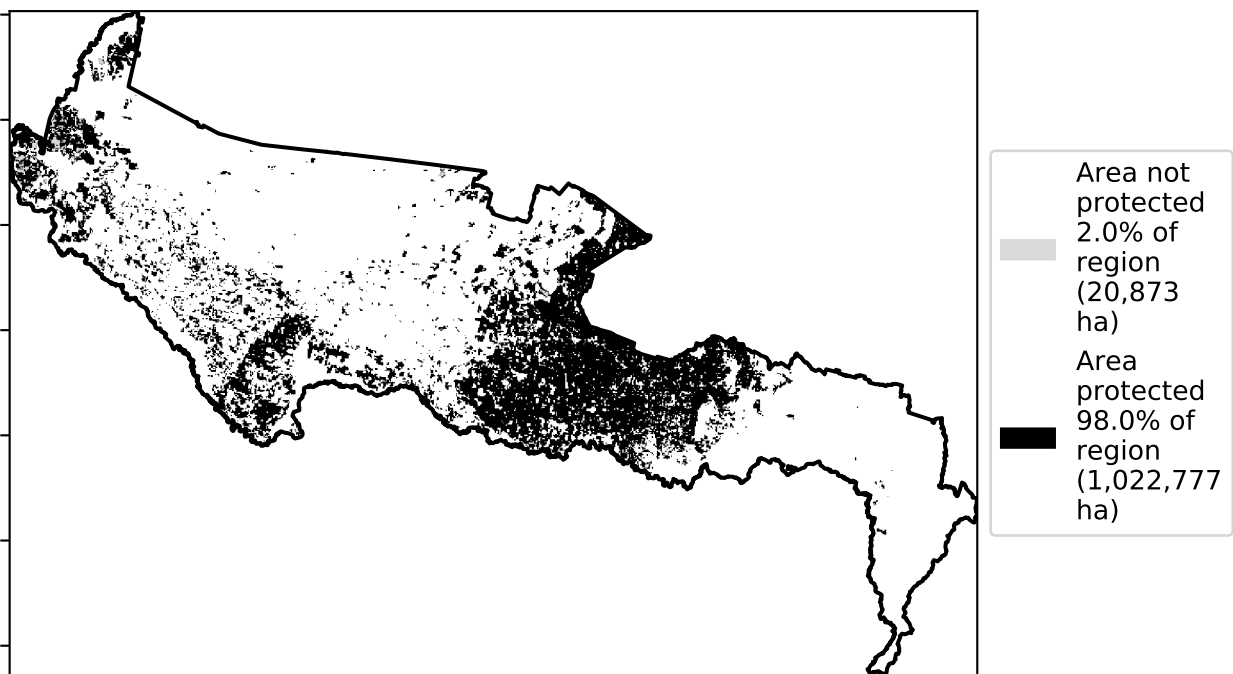 Area not
protected
2.0% of
region
(20,873
ha)
Area
protected
98.0% of
region
(1,022,777
ha)